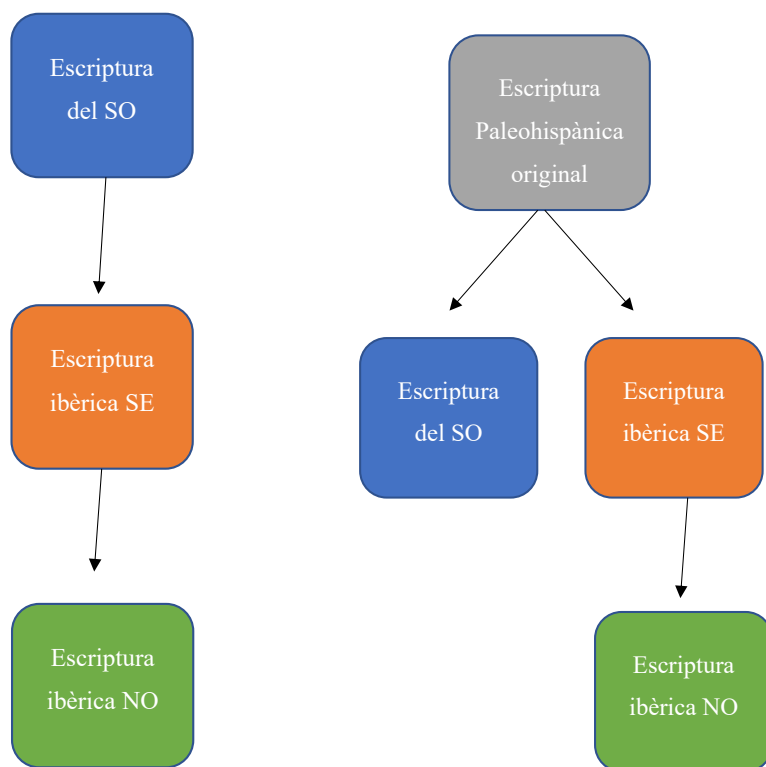 Escriptura
del SO
Escriptura
ibèrica SE
Escriptura
ibèrica NO
Escriptura
Paleohispànica
original
Escriptura
del SO
Escriptura
ibèrica SE
Escriptura
ibèrica NO